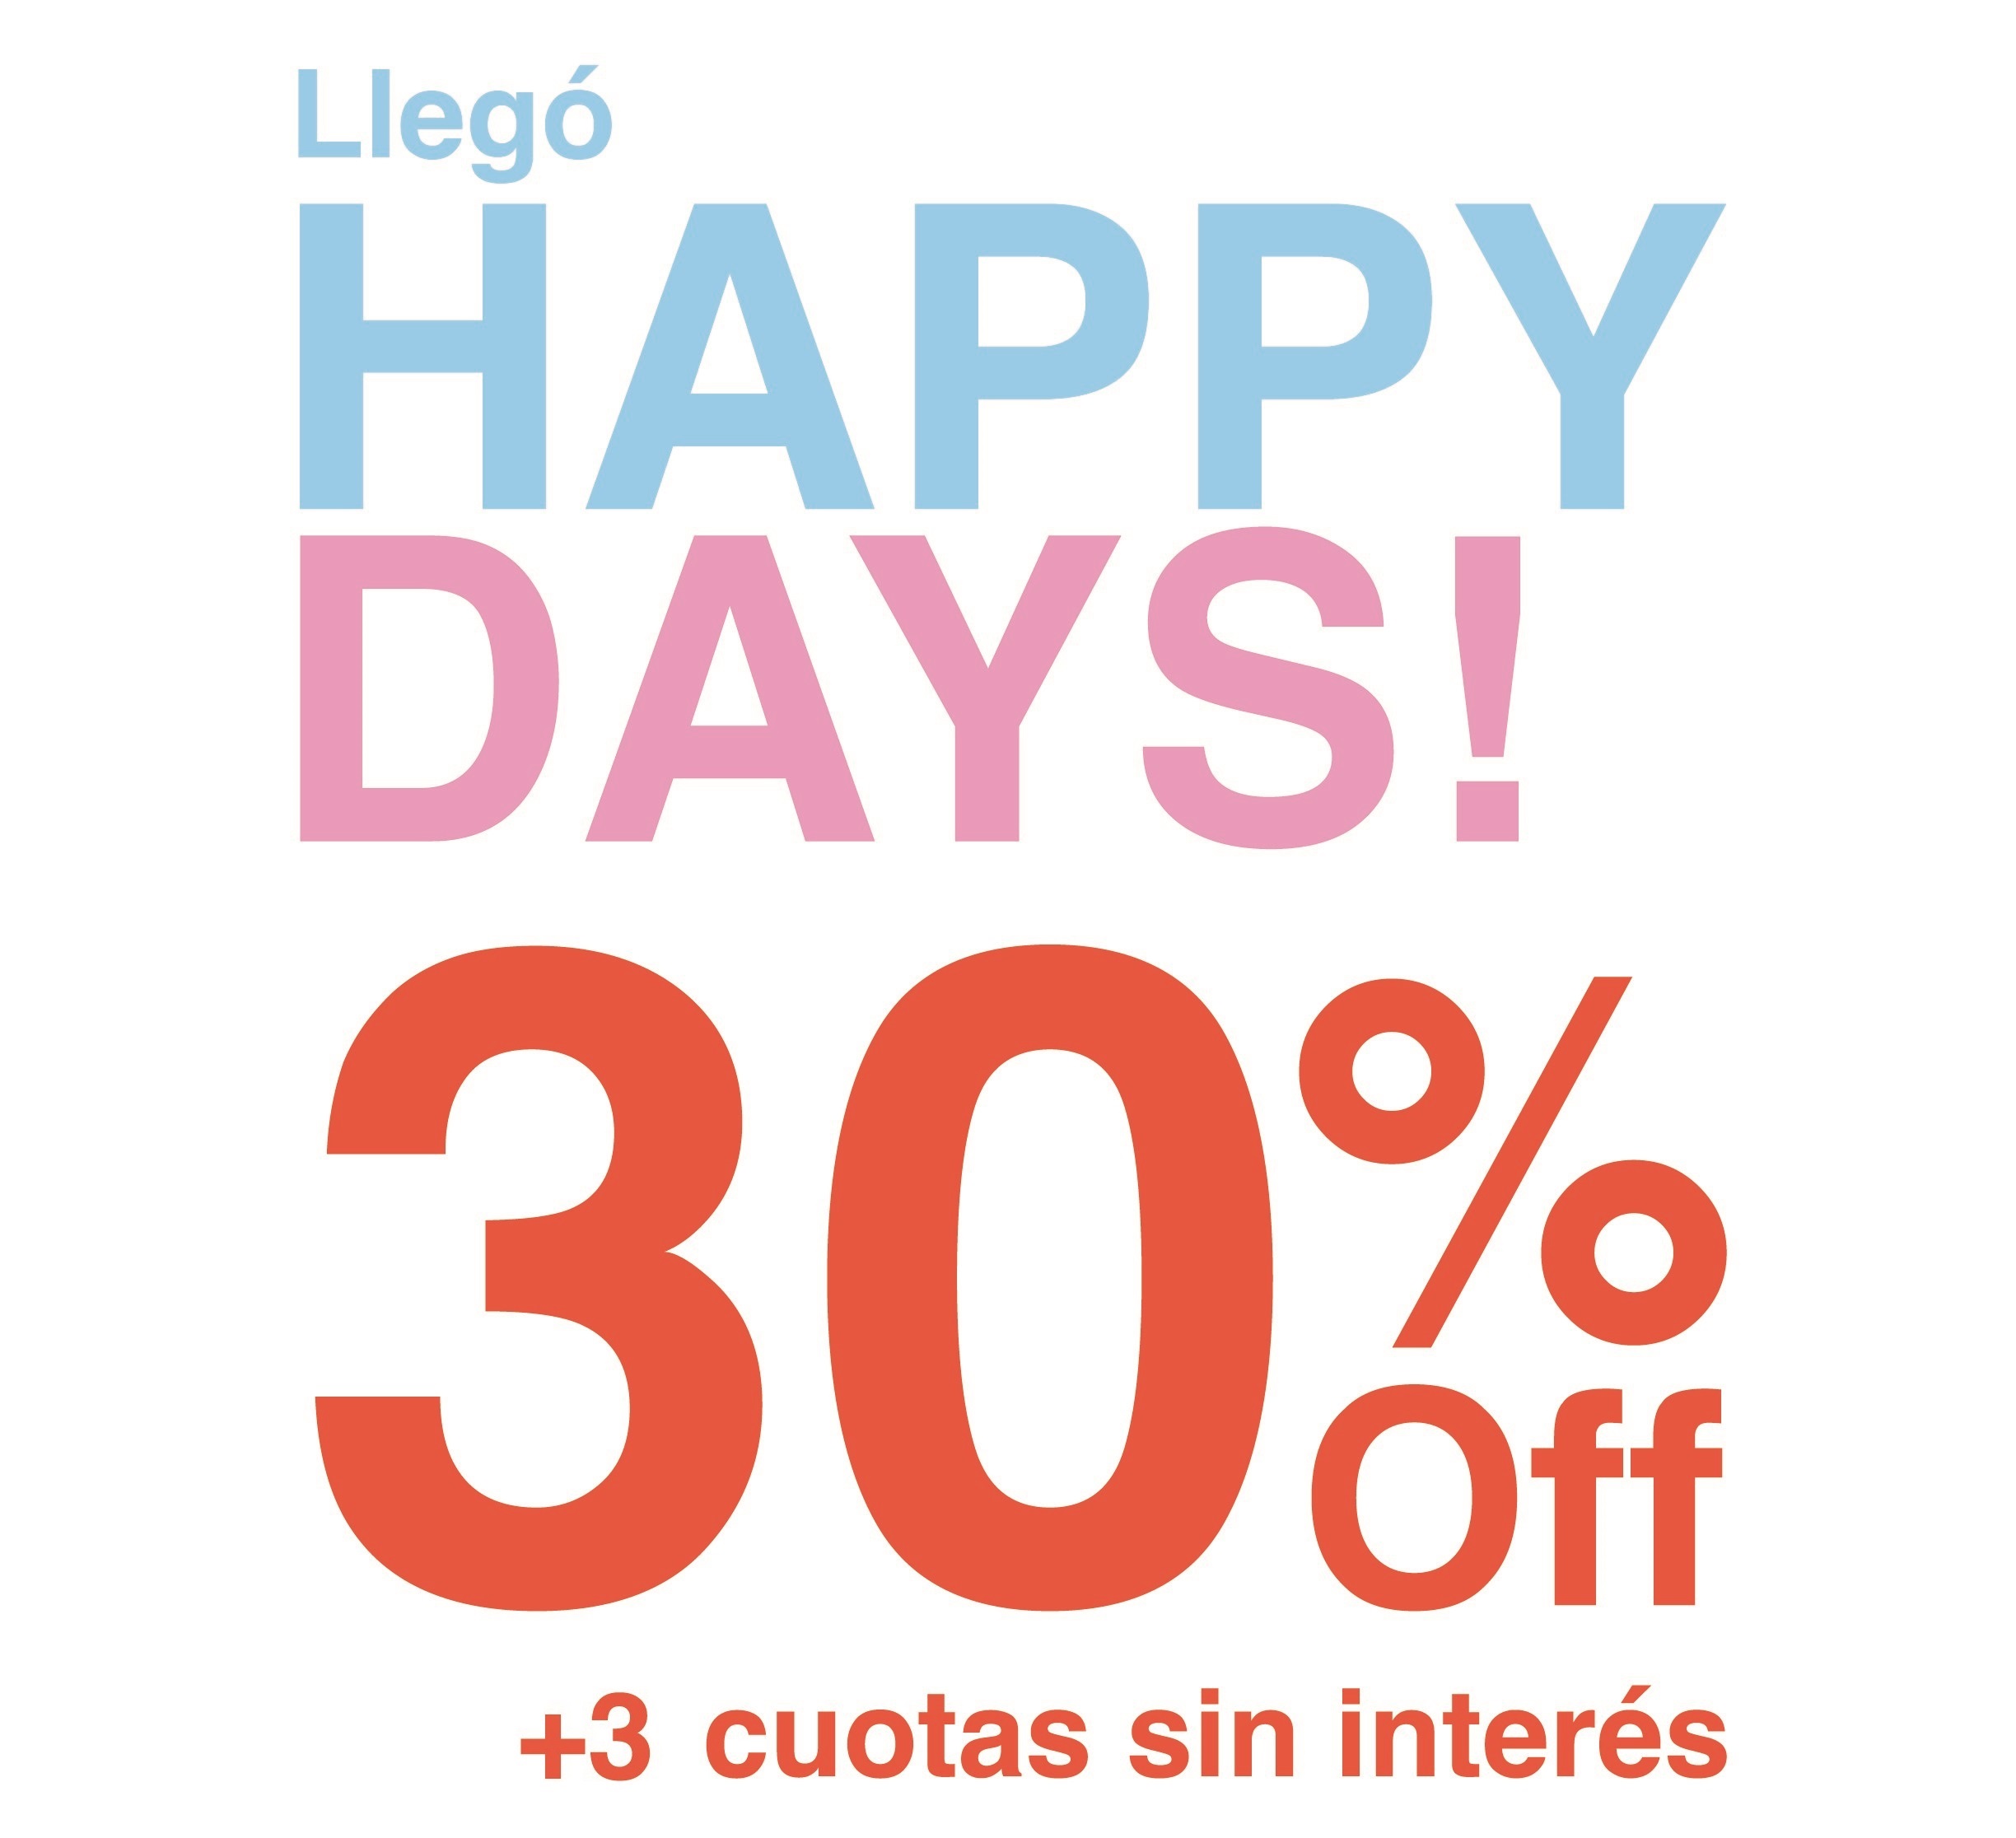 Llegó
HAPPY
DAYS!
30%
Off
+3 cuotas sin interés